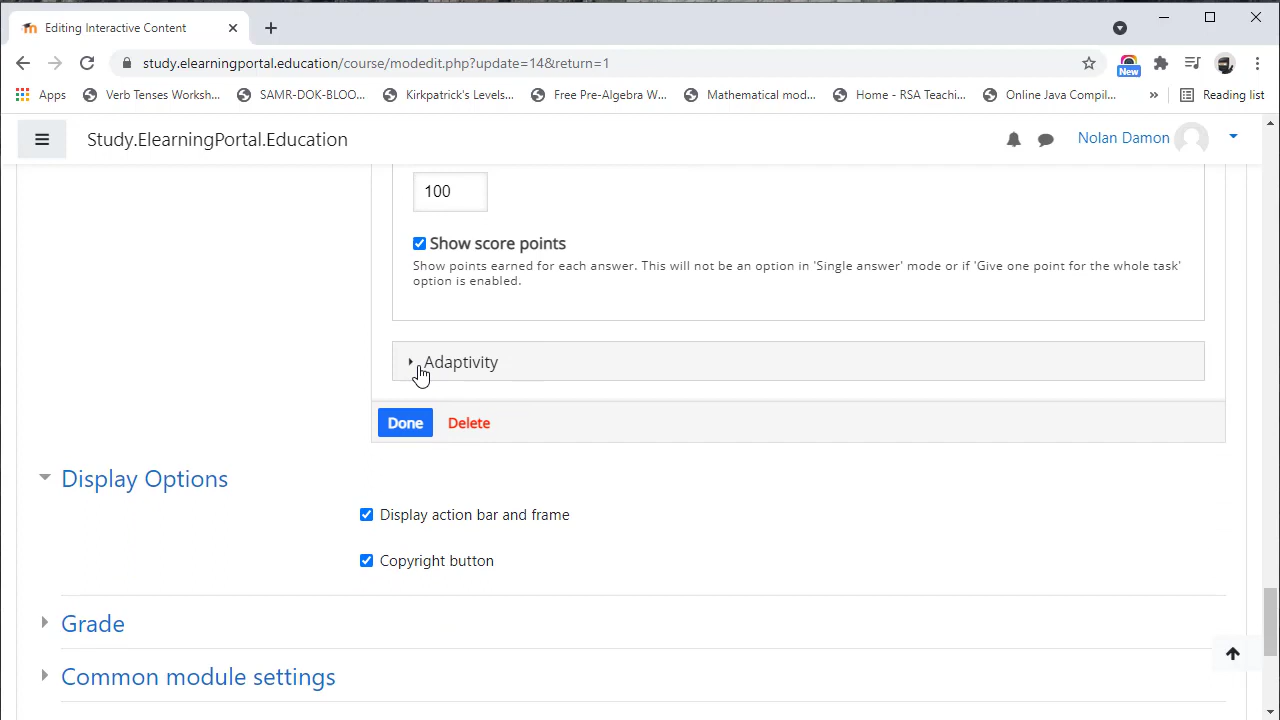 Editing Interactive Content
study.elearningportal.education/course/modedit.php?update=14&return=1
New
Apps
Verb Tenses Worksh...
SAMR-DOK-BLOO...
Kirkpatrick's Levels...
Free Pre-Algebra W...
Mathematical mod...
Home - RSA Teachi...
Online Java Compil...
»
Reading list
Study.ElearningPortal.Education
Nolan Damon
100
Show score points
Show points earned for each answer. This will not be an option in 'Single answer' mode or if 'Give one point for the whole task'
option is enabled.
Adaptivity
Done
Delete
Display Options
Display action bar and frame
Copyright button
Grade
Common module settings